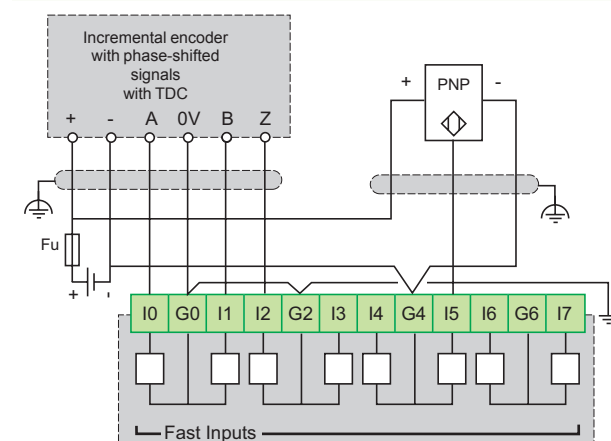 Incremental encoder
with phase-shifted
signals
with TDC
+ - A 0V B Z
+ PNP -
Fu
+ -
I0 G0 I1 I2 G2 I3 I4 G4 I5 I6 G6 I7
Fast Inputs